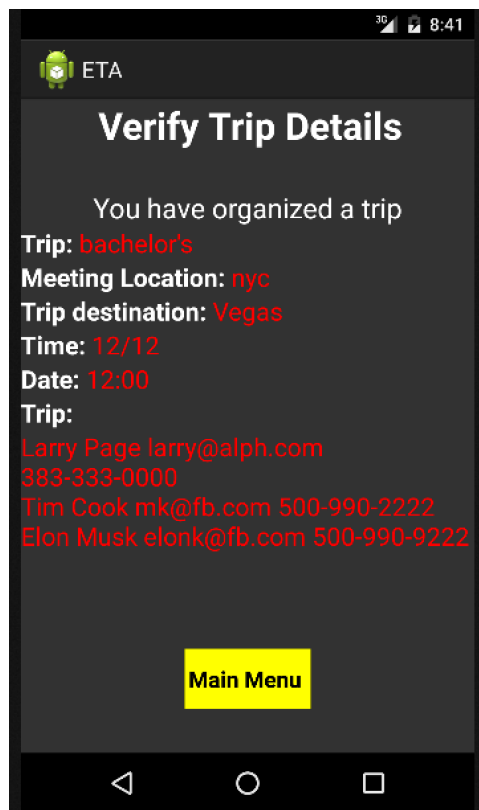 3G 8:41
ETA
Verify Trip Details
You have organized a trip
Trip: bachelor's
Meeting Location: nyc
Trip destination: Vegas
Time: 12/12
Date: 12:00
Trip:
Larry Page larry@alph.com
383-333-0000
Tim Cook mk@fb.com 500-990-2222
Elon Musk elonk@fb.com 500-990-9222
Main Menu